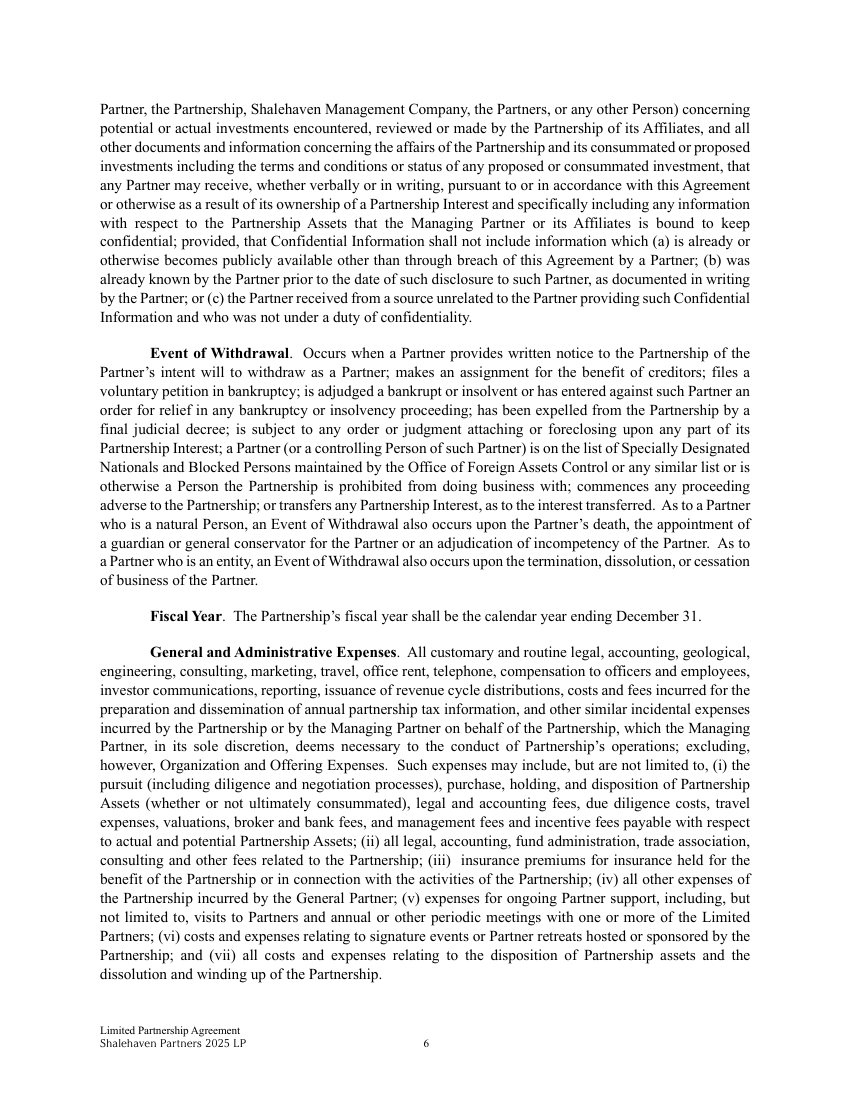 Partner, the Partnership, Shalehaven Management Company, the Partners, or any other Person) concerning
potential or actual investments encountered, reviewed or made by the Partnership of its Affiliates, and all
other documents and information concerning the affairs of the Partnership and its consummated or proposed
investments including the terms and conditions or status of any proposed or consummated investment, that
any Partner may receive, whether verbally or in writing, pursuant to or in accordance with this Agreement
or otherwise as a result of its ownership of a Partnership Interest and specifically including any information
with respect to the Partnership Assets that the Managing Partner or its Affiliates is bound to keep
confidential; provided, that Confidential Information shall not include information which (a) is already or
otherwise becomes publicly available other than through breach of this Agreement by a Partner; (b) was
already known by the Partner prior to the date of such disclosure to such Partner, as documented in writing
by the Partner; or (c) the Partner received from a source unrelated to the Partner providing such Confidential
Information and who was not under a duty of confidentiality.
Event of Withdrawal. Occurs when a Partner provides written notice to the Partnership of the
Partner’s intent will to withdraw as a Partner; makes an assignment for the benefit of creditors; files a
voluntary petition in bankruptcy; is adjudged a bankrupt or insolvent or has entered against such Partner an
order for relief in any bankruptcy or insolvency proceeding; has been expelled from the Partnership by a
final judicial decree; is subject to any order or judgment attaching or foreclosing upon any part of its
Partnership Interest; a Partner (or a controlling Person of such Partner) is on the list of Specially Designated
Nationals and Blocked Persons maintained by the Office of Foreign Assets Control or any similar list or is
otherwise a Person the Partnership is prohibited from doing business with; commences any proceeding
adverse to the Partnership; or transfers any Partnership Interest, as to the interest transferred. As to a Partner
who is a natural Person, an Event of Withdrawal also occurs upon the Partner’s death, the appointment of
a guardian or general conservator for the Partner or an adjudication of incompetency of the Partner. As to
a Partner who is an entity, an Event of Withdrawal also occurs upon the termination, dissolution, or cessation
of business of the Partner.
Fiscal Year. The Partnership’s fiscal year shall be the calendar year ending December 31.
General and Administrative Expenses. All customary and routine legal, accounting, geological,
engineering, consulting, marketing, travel, office rent, telephone, compensation to officers and employees,
investor communications, reporting, issuance of revenue cycle distributions, costs and fees incurred for the
preparation and dissemination of annual partnership tax information, and other similar incidental expenses
incurred by the Partnership or by the Managing Partner on behalf of the Partnership, which the Managing
Partner, in its sole discretion, deems necessary to the conduct of Partnership’s operations; excluding,
however, Organization and Offering Expenses. Such expenses may include, but are not limited to, (i) the
pursuit (including diligence and negotiation processes), purchase, holding, and disposition of Partnership
Assets (whether or not ultimately consummated), legal and accounting fees, due diligence costs, travel
expenses, valuations, broker and bank fees, and management fees and incentive fees payable with respect
to actual and potential Partnership Assets; (ii) all legal, accounting, fund administration, trade association,
consulting and other fees related to the Partnership; (iii) insurance premiums for insurance held for the
benefit of the Partnership or in connection with the activities of the Partnership; (iv) all other expenses of
the Partnership incurred by the General Partner; (v) expenses for ongoing Partner support, including, but
not limited to, visits to Partners and annual or other periodic meetings with one or more of the Limited
Partners; (vi) costs and expenses relating to signature events or Partner retreats hosted or sponsored by the
Partnership; and (vii) all costs and expenses relating to the disposition of Partnership assets and the
dissolution and winding up of the Partnership.
Limited Partnership Agreement
Shalehaven Partners 2025 LP 6